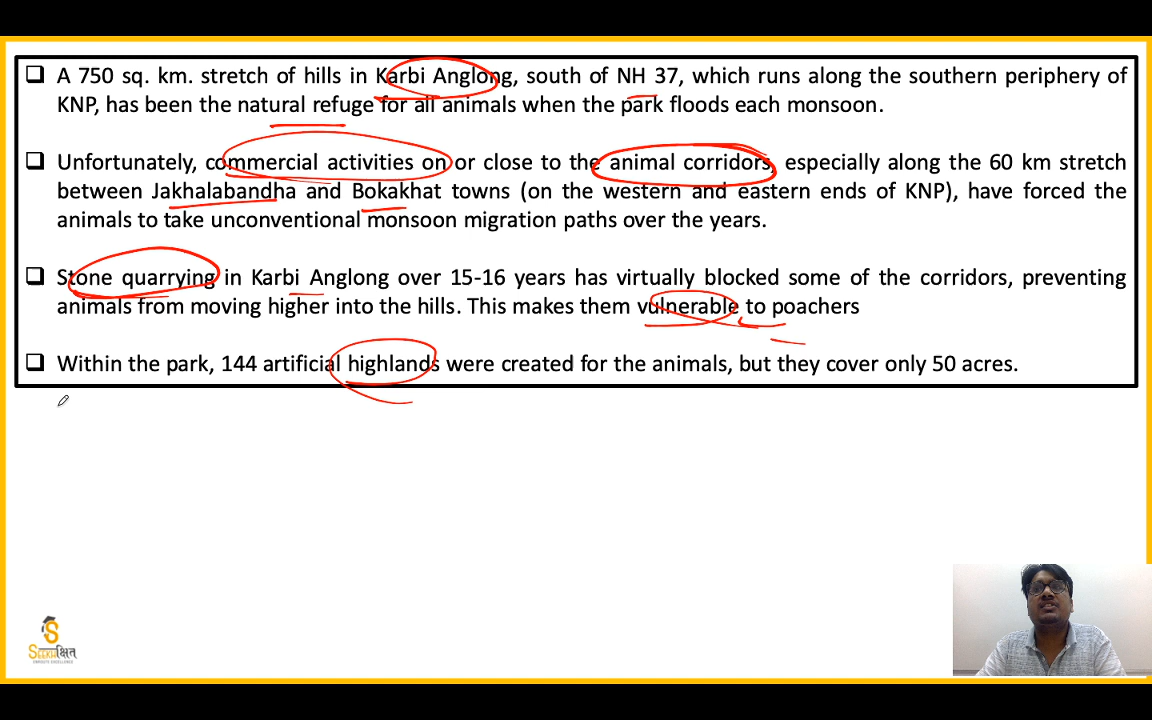 A 750 sq. km. stretch of hills in Karbi Anglong, south of NH 37, which runs along the southern periphery of
KNP, has been the natural refuge for all animals when the park floods each monsoon.
Unfortunately, commercial activities on or close to the animal corridors, especially along the 60 km stretch
between Jakhalabandha and Bokakhat towns (on the western and eastern ends of KNP), have forced the
animals to take unconventional monsoon migration paths over the years.
Stone quarrying in Karbi Anglong over 15-16 years has virtually blocked some of the corridors, preventing
animals from moving higher into the hills. This makes them vulnerable to poachers
Within the park, 144 artificial highlands were created for the animals, but they cover only 50 acres.
SEEKshक्षित